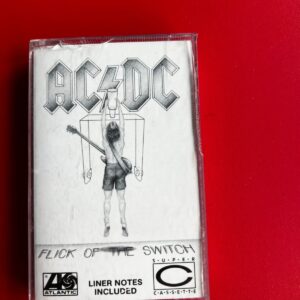 AC⚡DC
FLICK OF THE SWITCH
ATLANTIC
LINER NOTES
INCLUDED
SUPER
C
CASSETTE